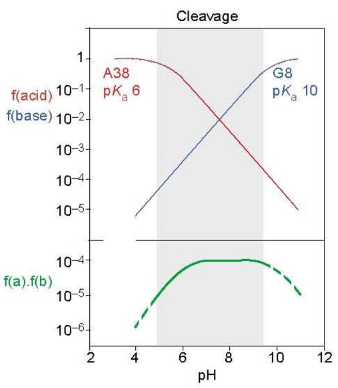 Cleavage
1
A38
pKa 6
G8
pKa 10
10⁻¹
f(acid)
f(base)
10⁻²
10⁻³
10⁻⁴
10⁻⁵
10⁻⁴
f(a).f(b)
10⁻⁵
10⁻⁶
2 4 6 8 10 12
pH